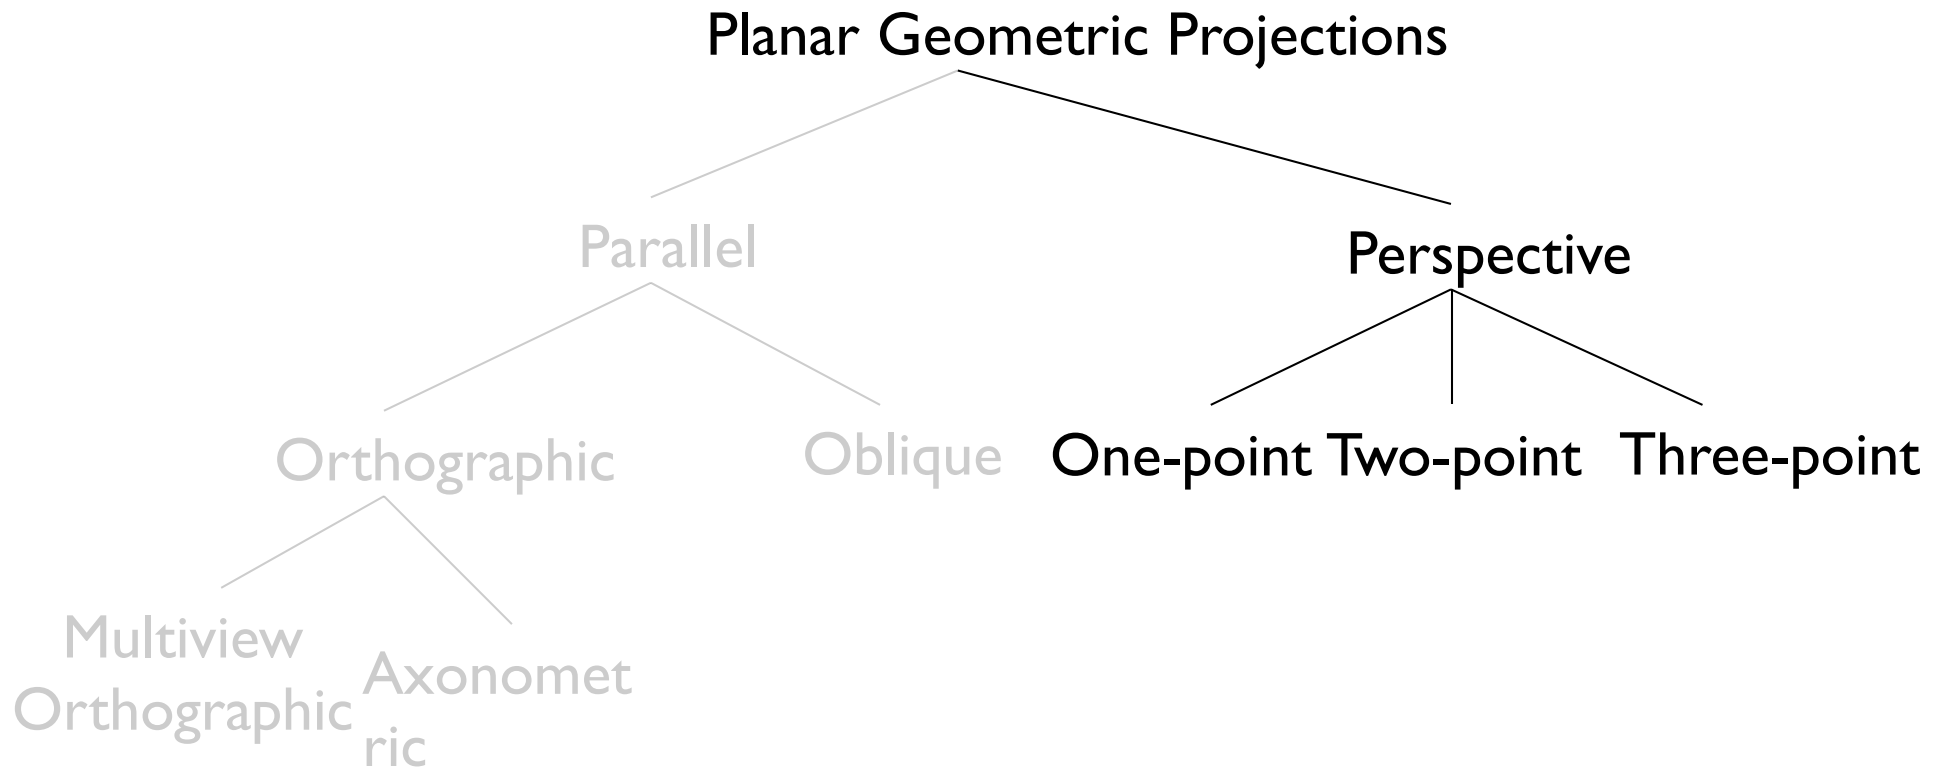 Planar Geometric Projections
Parallel
Perspective
Orthographic
Oblique
One-point
Two-point
Three-point
Multiview
Orthographic
Axonomet
ric